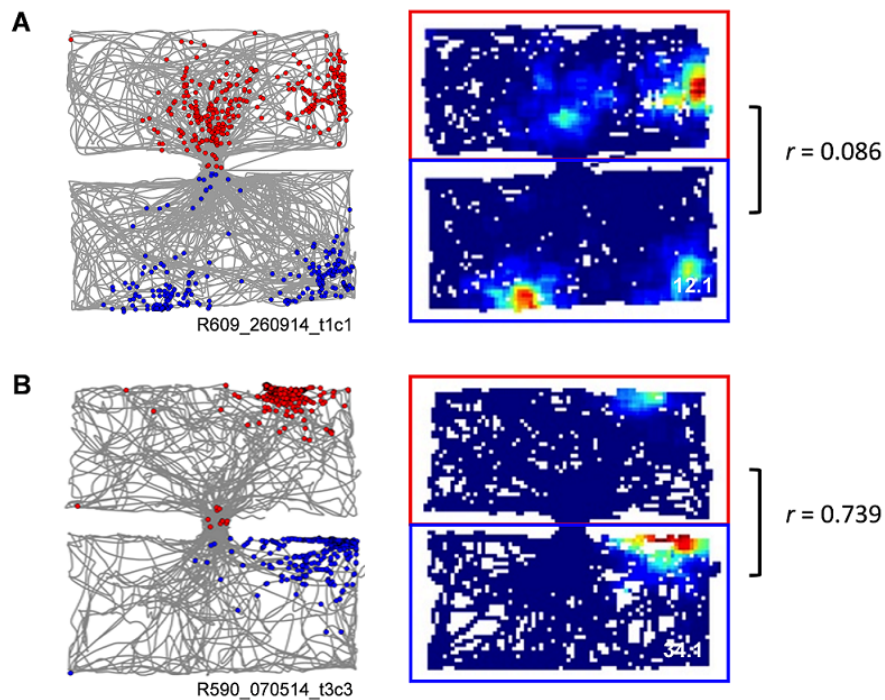 A
r = 0.086
12.1
R609_260914_t1c1
B
r = 0.739
34.1
R590_070514_t3c3